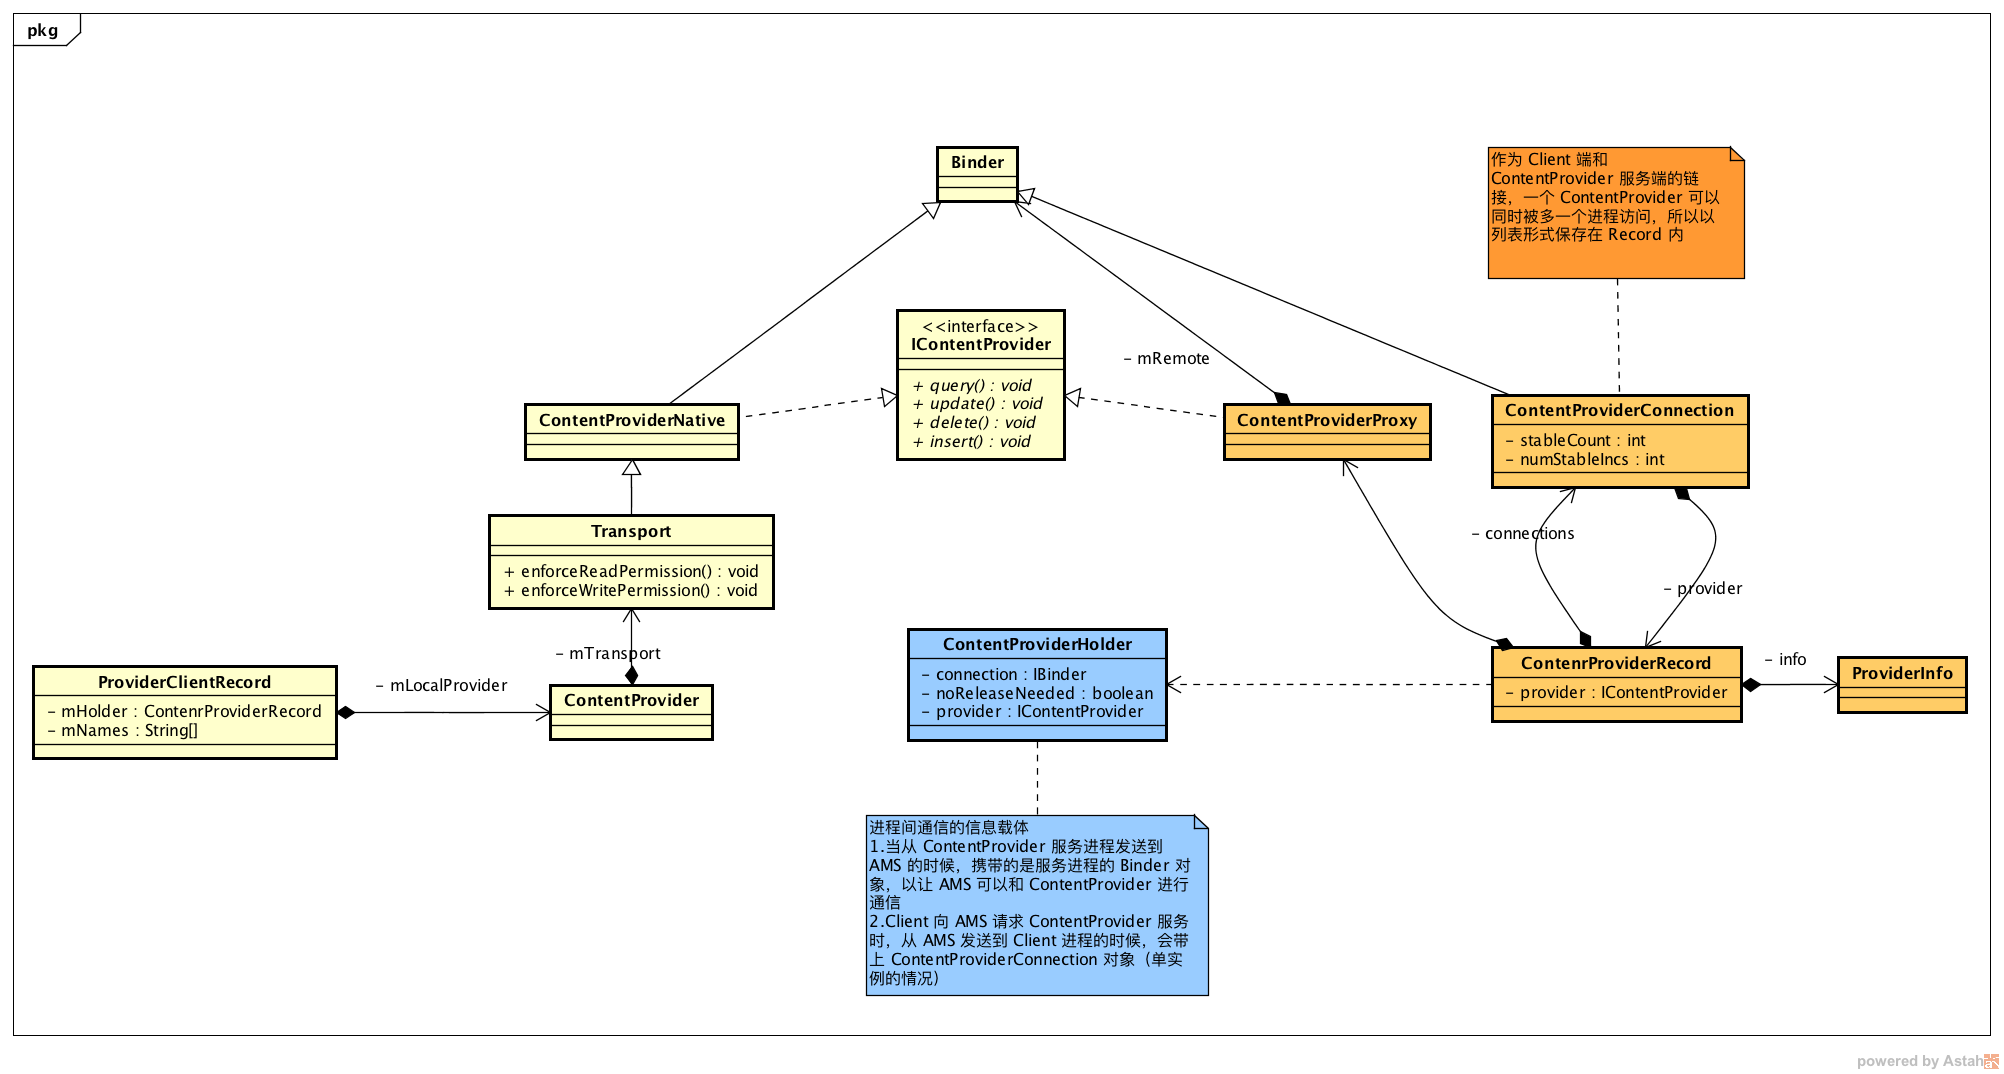 pkg
Binder
作为 Client 端和
ContentProvider 服务端的链
接，一个 ContentProvider 可以
同时被多一个进程访问，所以以
列表形式保存在 Record 内
<<interface>>
IContentProvider
+ query() : void
+ update() : void
+ delete() : void
+ insert() : void
- mRemote
ContentProviderNative
ContentProviderProxy
ContentProviderConnection
- stableCount : int
- numStableIncs : int
Transport
+ enforceReadPermission() : void
+ enforceWritePermission() : void
- connections
- provider
- mTransport
ProviderClientRecord
- mHolder : ContenrProviderRecord
- mNames : String[]
- mLocalProvider
ContentProvider
ContentProviderHolder
- connection : IBinder
- noReleaseNeeded : boolean
- provider : IContentProvider
ContenrProviderRecord
- provider : IContentProvider
- info
ProviderInfo
进程间通信的信息载体
1.当从 ContentProvider 服务进程发送到
AMS 的时候，携带的是服务进程的 Binder 对
象，以让 AMS 可以和 ContentProvider 进行
通信
2.Client 向 AMS 请求 ContentProvider 服务
时，从 AMS 发送到 Client 进程的时候，会带
上 ContentProviderConnection 对象（单实
例的情况）
powered by Astah